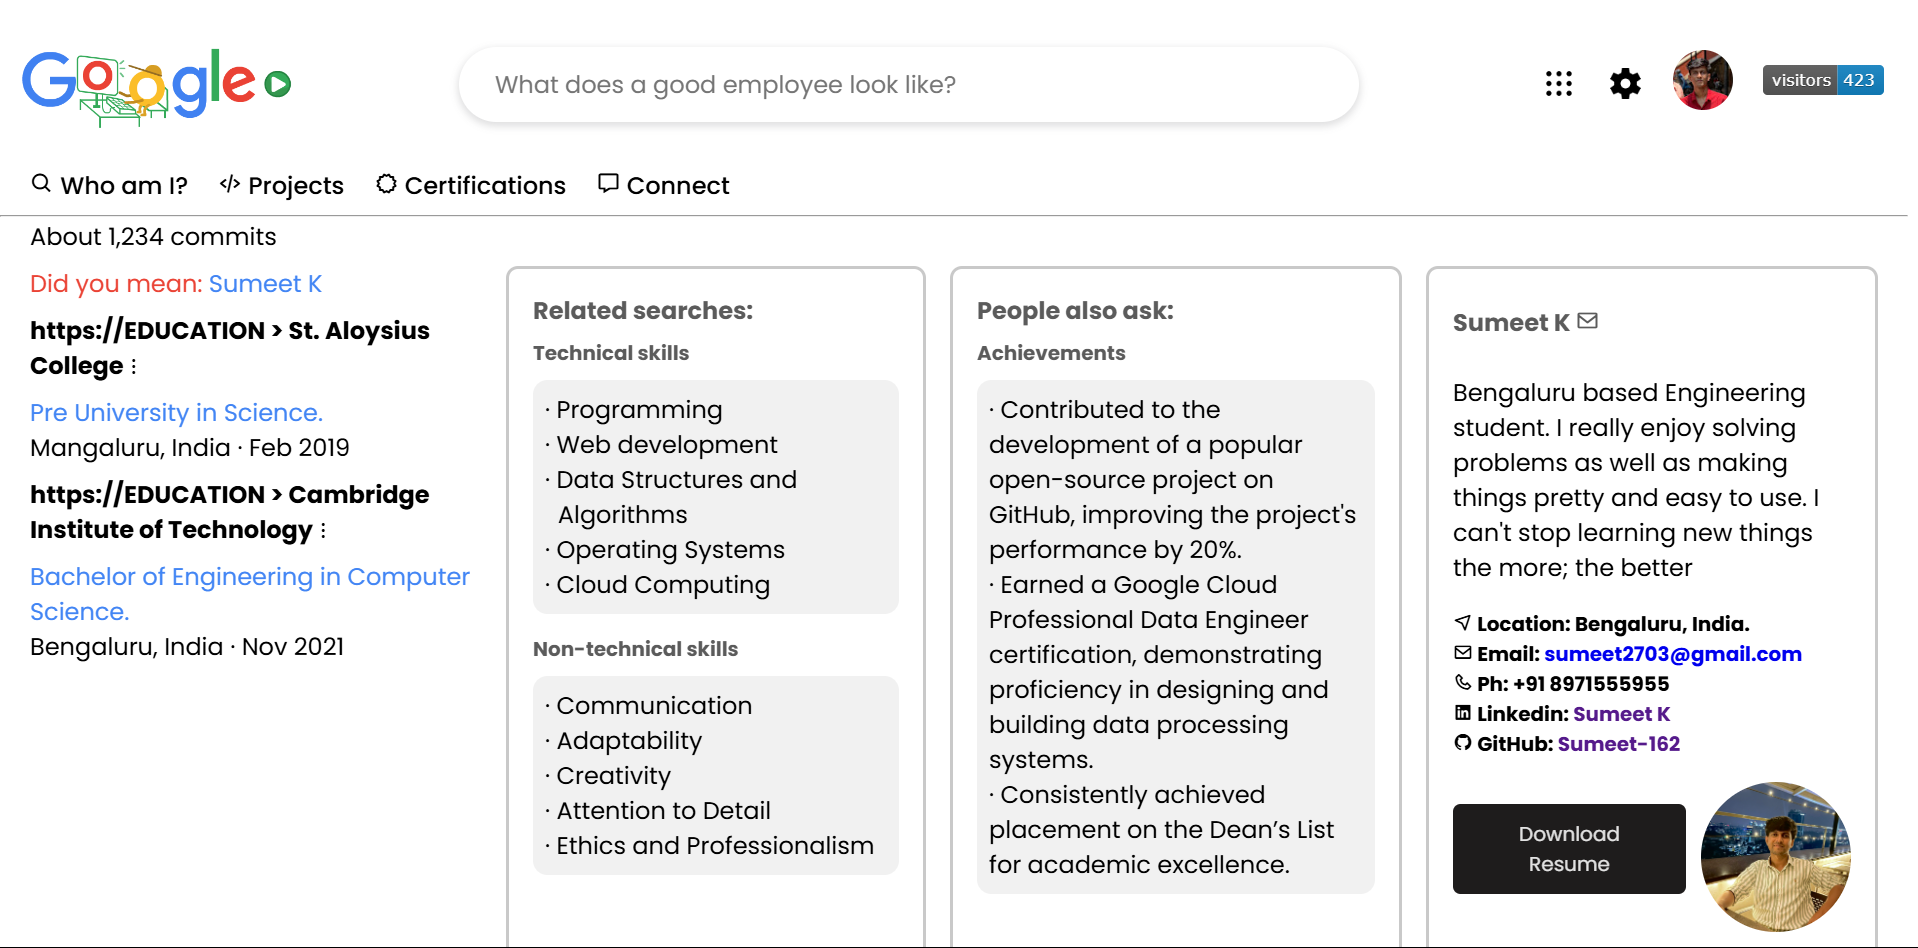 Google
What does a good employee look like?
visitors 423
Who am I?
</> Projects
Certifications
Connect
About 1,234 commits
Did you mean: Sumeet K
https://EDUCATION > St. Aloysius
College ⋮
Pre University in Science.
Mangaluru, India · Feb 2019
https://EDUCATION > Cambridge
Institute of Technology ⋮
Bachelor of Engineering in Computer
Science.
Bengaluru, India · Nov 2021
Related searches:
Technical skills
· Programming
· Web development
· Data Structures and
Algorithms
· Operating Systems
· Cloud Computing
Non-technical skills
· Communication
· Adaptability
· Creativity
· Attention to Detail
· Ethics and Professionalism
People also ask:
Achievements
· Contributed to the
development of a popular
open-source project on
GitHub, improving the project's
performance by 20%.
· Earned a Google Cloud
Professional Data Engineer
certification, demonstrating
proficiency in designing and
building data processing
systems.
· Consistently achieved
placement on the Dean’s List
for academic excellence.
Sumeet K
Bengaluru based Engineering
student. I really enjoy solving
problems as well as making
things pretty and easy to use. I
can't stop learning new things
the more; the better
Location: Bengaluru, India.
Email: sumeet2703@gmail.com
Ph: +91 8971555955
Linkedin: Sumeet K
GitHub: Sumeet-162
Download
Resume